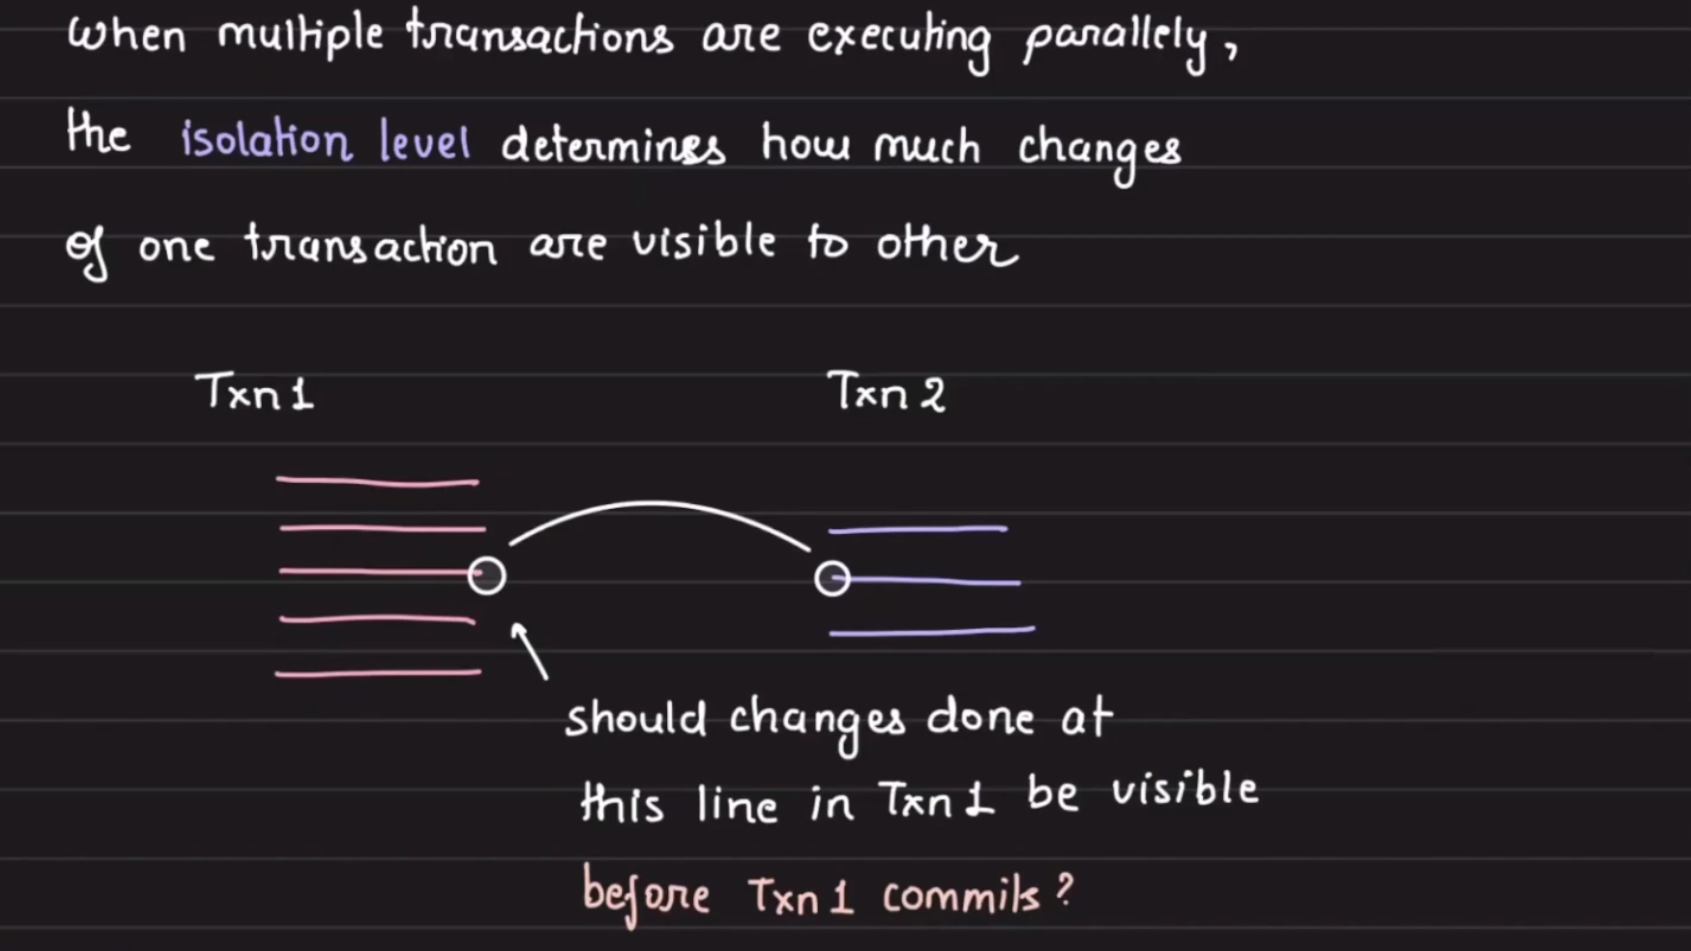 when multiple transactions are executing parallely,
the isolation level determines how much changes
of one transaction are visible to other
Txn 1
Txn 2
should changes done at
this line in Txn 1 be visible
before Txn 1 commits?